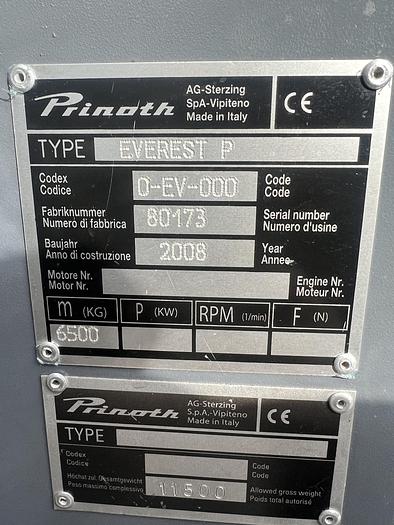 Prinoth AG-Sterzing
SpA-Vipiteno
Made in Italy CE
TYPE EVEREST P
Codex
Codice 0-EV-000 Code
Code
Fabriknummer
Numero di fabbrica 80173 Serial number
Numero d'usine
Baujahr
Anno di costruzione 2008 Year
Annee
Motore Nr.
Motor Nr. Engine Nr.
Moteur Nr.
m (KG) P (KW) RPM (1/min) F (N)
6500
Prinoth AG-Sterzing
S.p.A.-Vipiteno
Made in Italy CE
TYPE
Codex
Codice Code
Code
Höchst zul. Gesamtgewicht
Peso massimo complessivo 11500 Allowed gross weight
Poids total autorisé